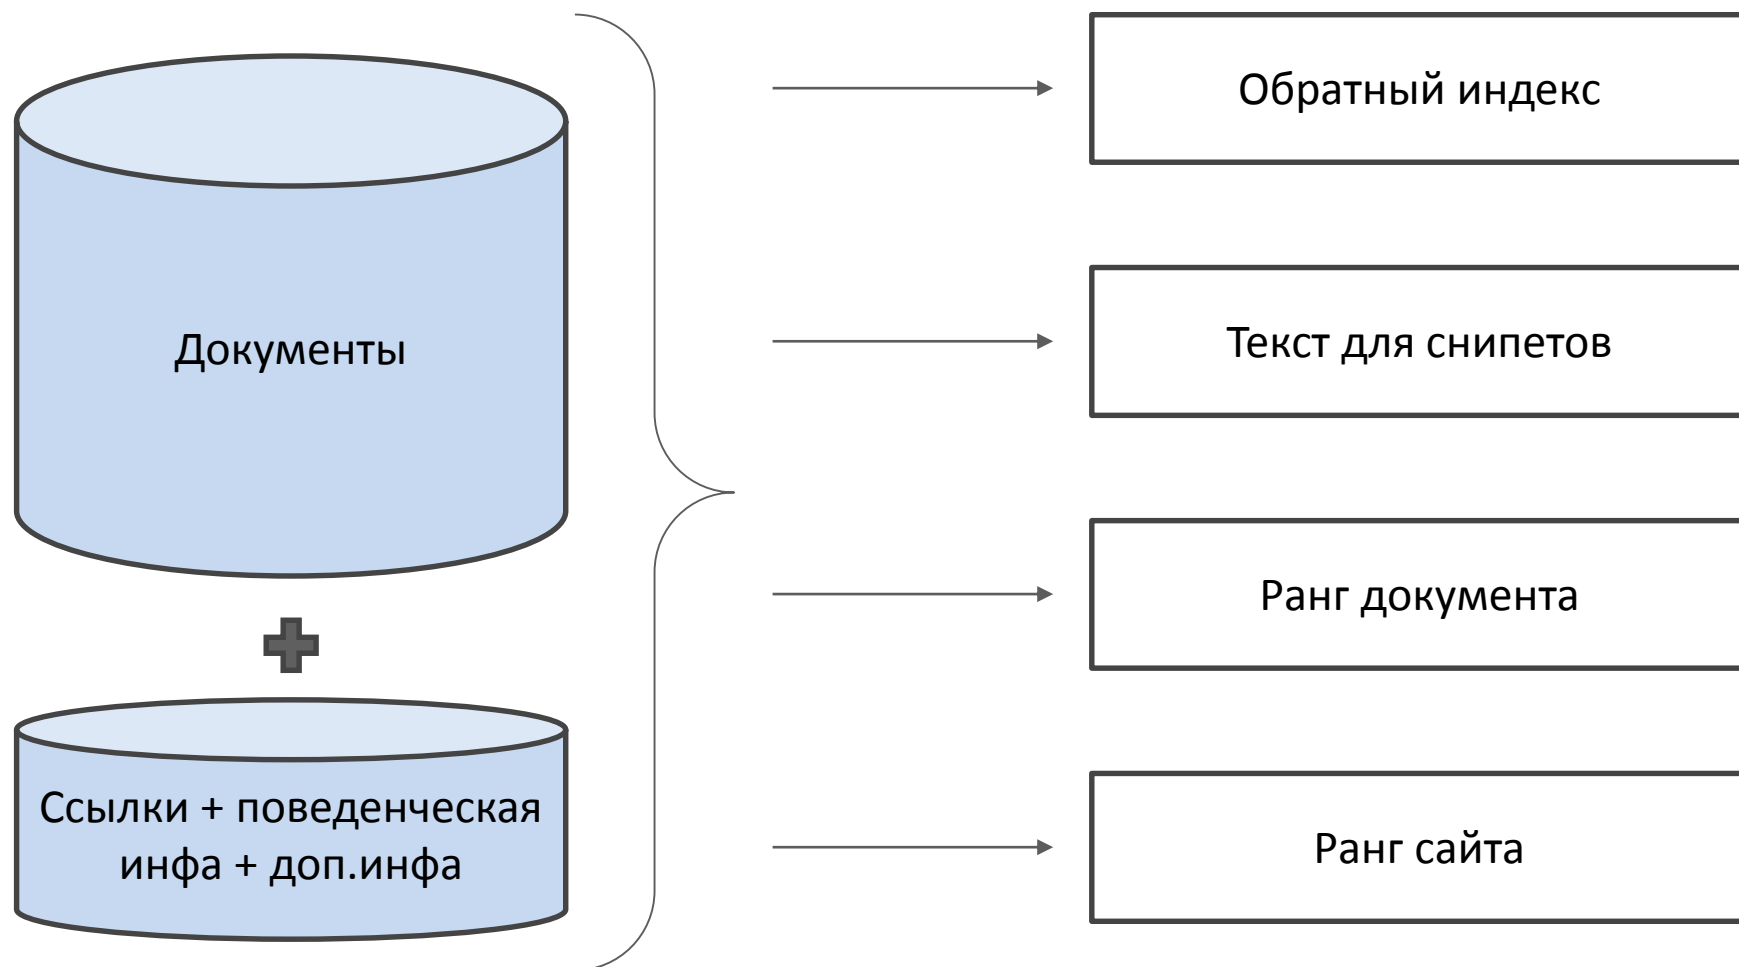 Документы
Ссылки + поведенческая
инфа + доп.инфа
Обратный индекс
Текст для снипетов
Ранг документа
Ранг сайта